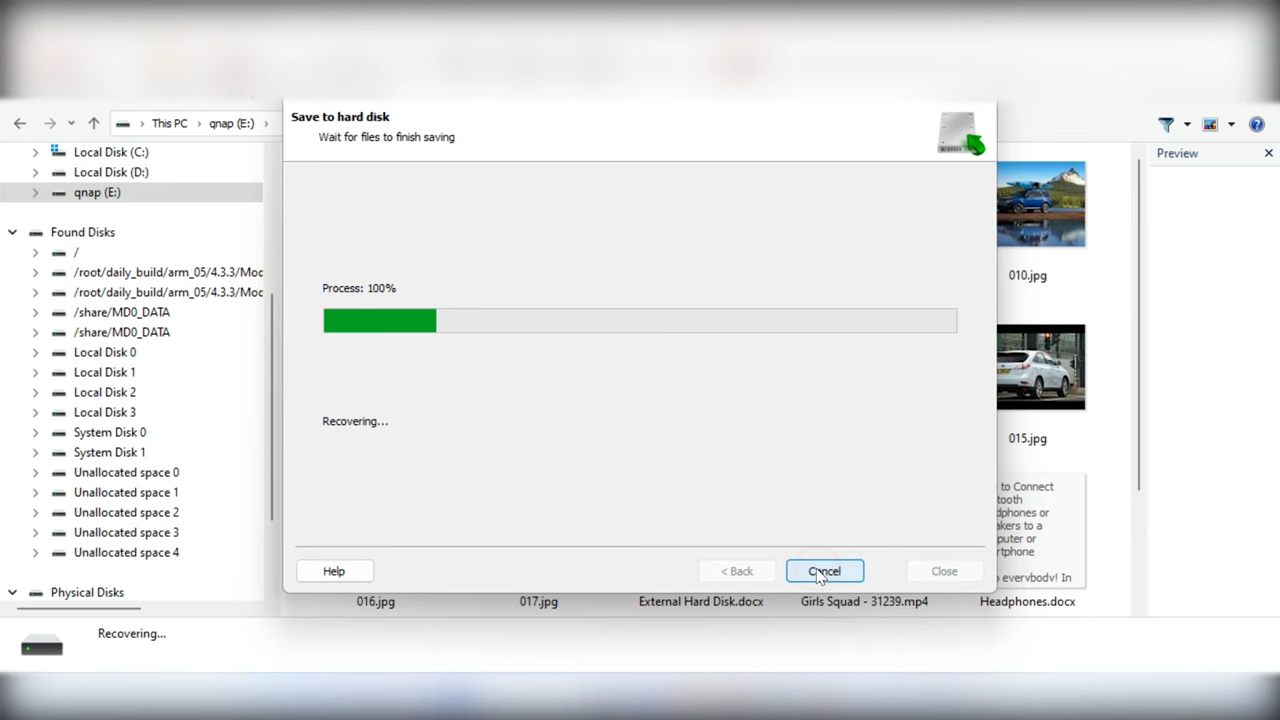 Save to hard disk
Wait for files to finish saving
This PC
qnap (E:)
Local Disk (C:)
Local Disk (D:)
qnap (E:)
Found Disks
/
/root/daily_build/arm_05/4.3.3/Moc
/root/daily_build/arm_05/4.3.3/Moc
/share/MD0_DATA
/share/MD0_DATA
Local Disk 0
Local Disk 1
Local Disk 2
Local Disk 3
System Disk 0
System Disk 1
Unallocated space 0
Unallocated space 1
Unallocated space 2
Unallocated space 3
Unallocated space 4
Physical Disks
Process: 100%
Recovering...
Help
< Back
Cancel
Close
Preview
010.jpg
015.jpg
to Connect
tooth
dphones or
akers to a
puter or
rtphone
o everybody! In
016.jpg
017.jpg
External Hard Disk.docx
Girls Squad - 31239.mp4
Headphones.docx
Recovering...